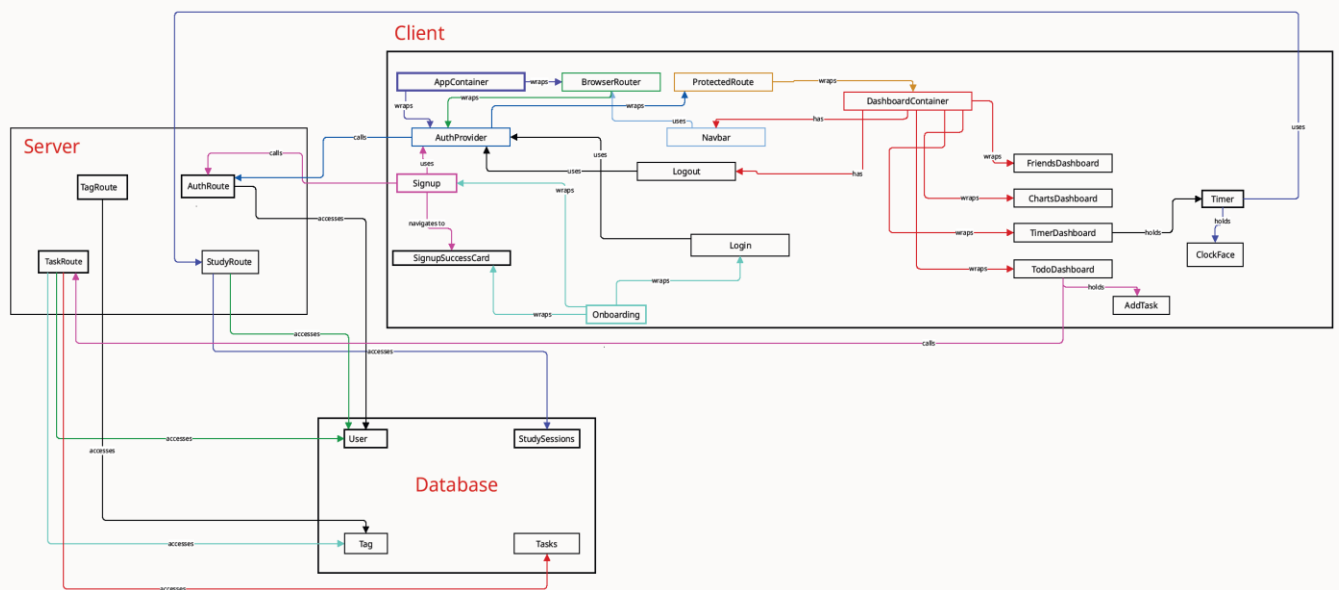 Client
AppContainer
wraps
BrowserRouter
ProtectedRoute
wraps
DashboardContainer
wraps
wraps
wraps
has
uses
Navbar
AuthProvider
calls
uses
Server
calls
TagRoute
AuthRoute
uses
Signup
uses
Logout
has
uses
wraps
wraps
FriendsDashboard
wraps
ChartsDashboard
Timer
accesses
navigates to
holds
wraps
TimerDashboard
holds
Login
TaskRoute
StudyRoute
SignupSuccessCard
ClockFace
wraps
TodoDashboard
wraps
holds
AddTask
wraps
Onboarding
accesses
calls
accesses
accesses
User
StudySessions
accesses
Database
accesses
Tag
Tasks
accesses